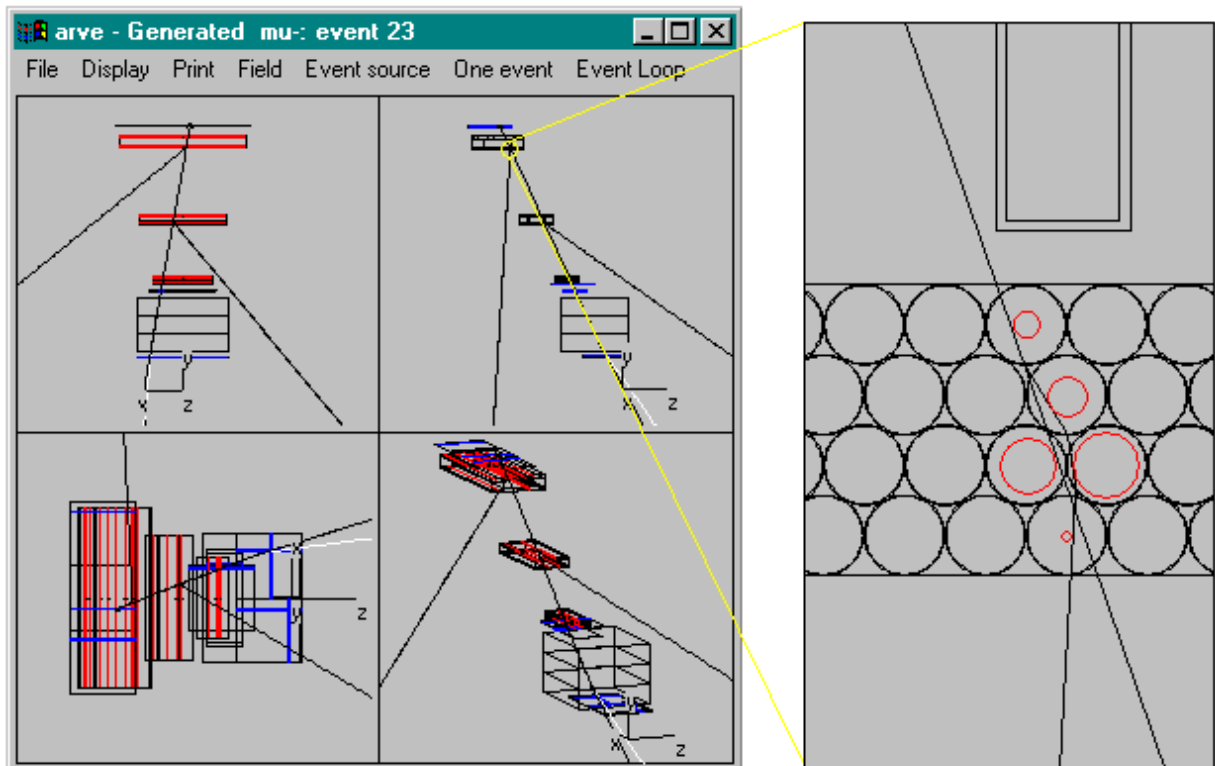 arve - Generated mu-: event 23
File Display Print Field Event source One event Event Loop
y
x z
y
x z
x
y z
y
x z